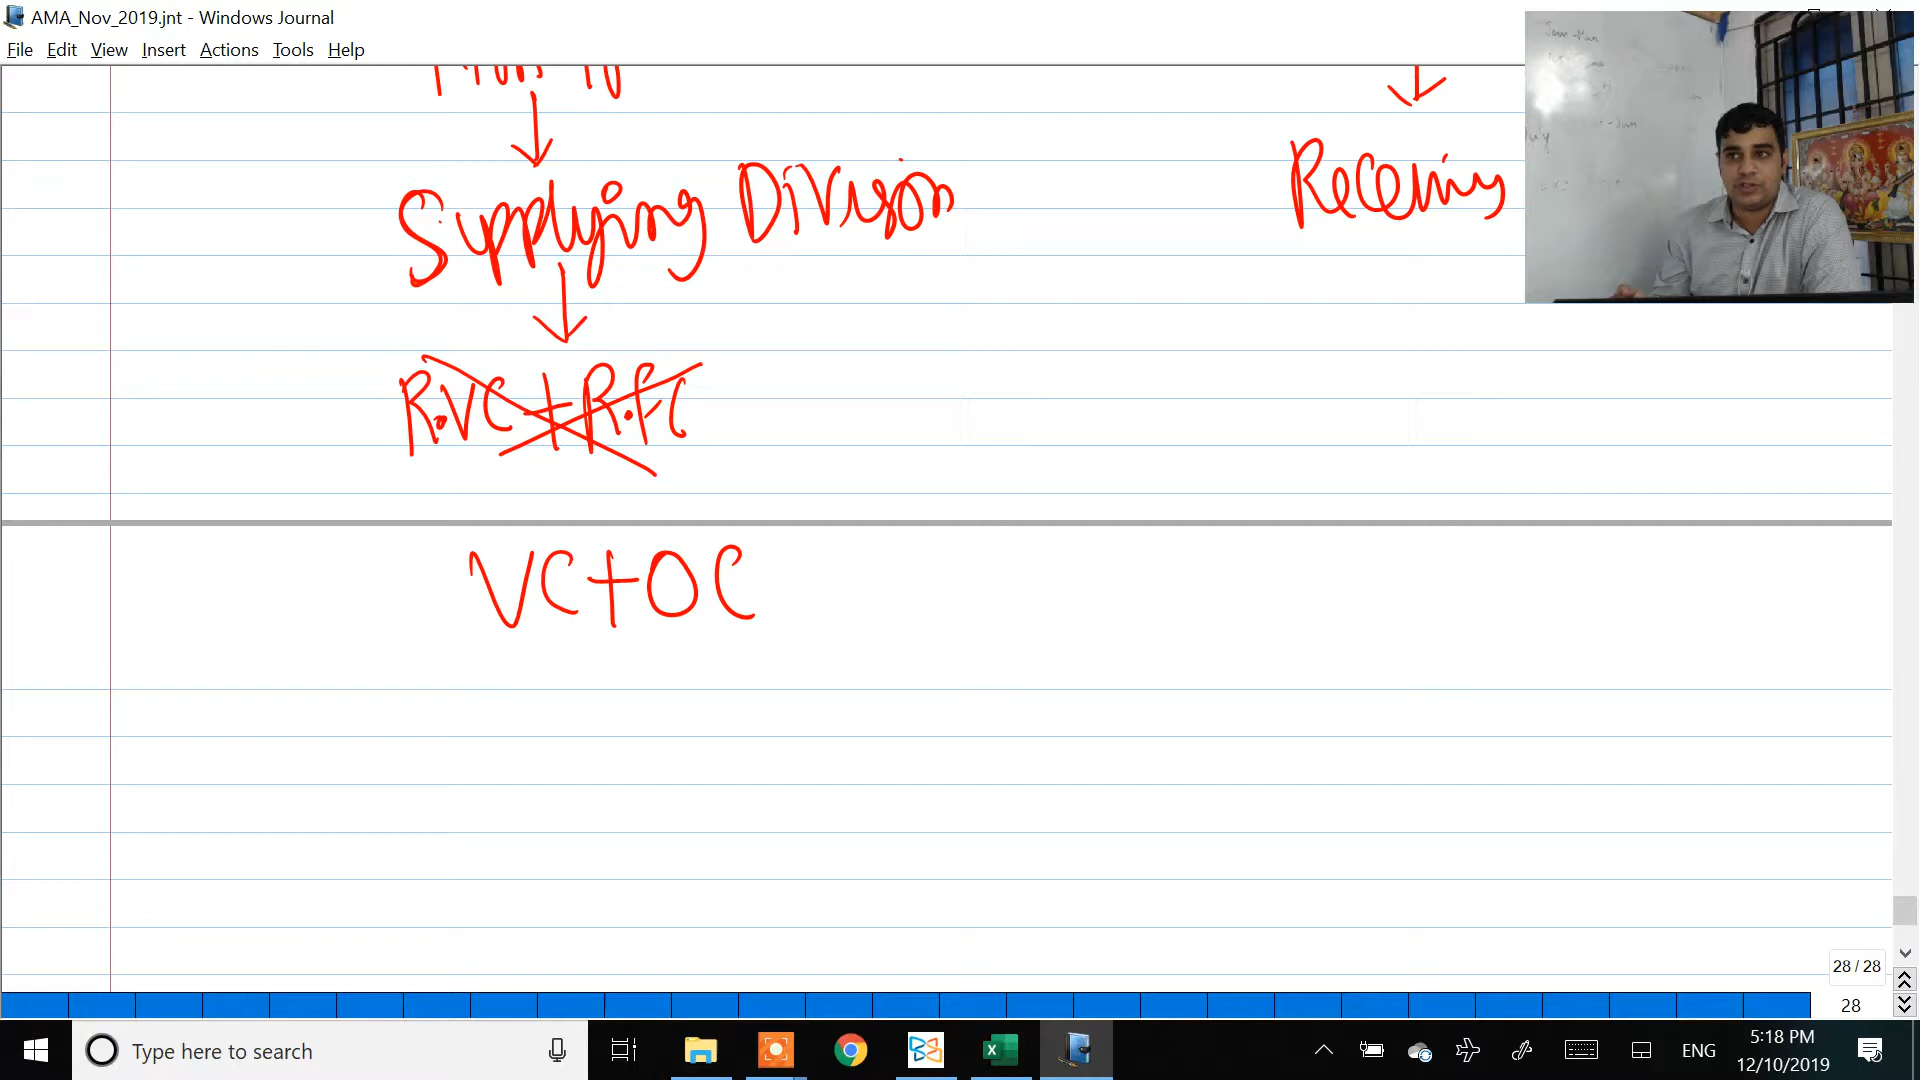 AMA_Nov_2019.jnt - Windows Journal
File Edit View Insert Actions Tools Help
Supplying Division
Receiving
R.VC + R.FC
VC+OC
28 / 28
28
Type here to search
ENG
5:18 PM
12/10/2019